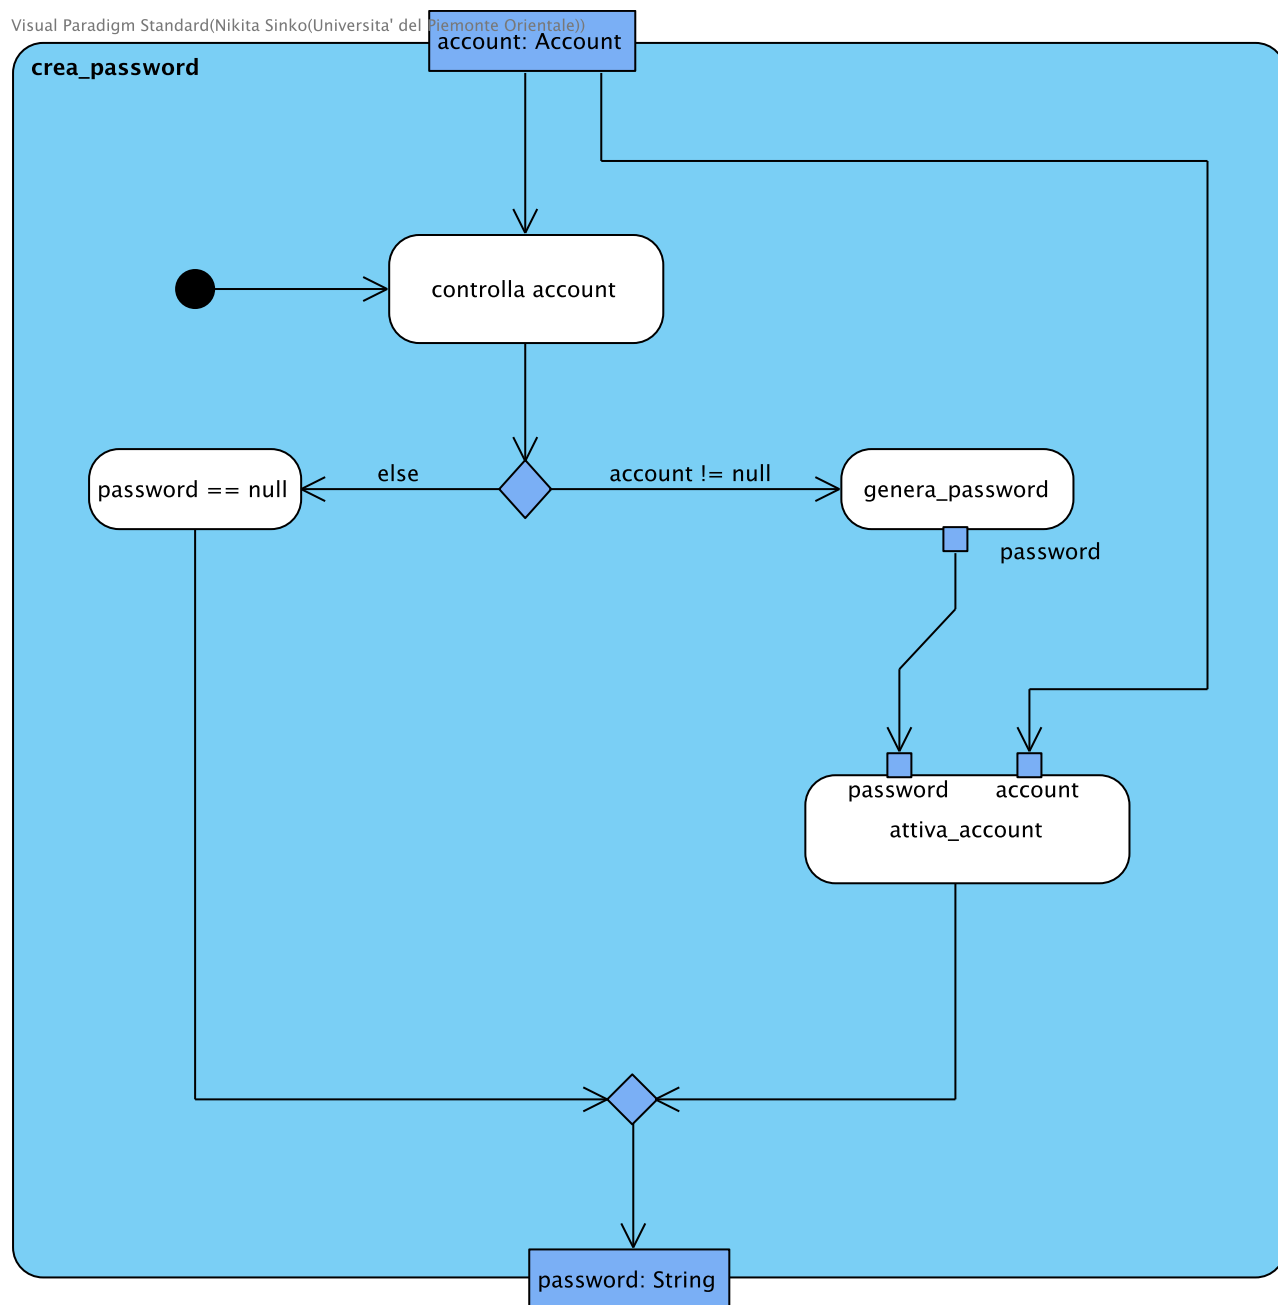 Visual Paradigm Standard(Nikita Sinko(Universita' del Piemonte Orientale))
account: Account
crea_password
controlla account
else
account != null
password == null
genera_password
password
password
account
attiva_account
password: String